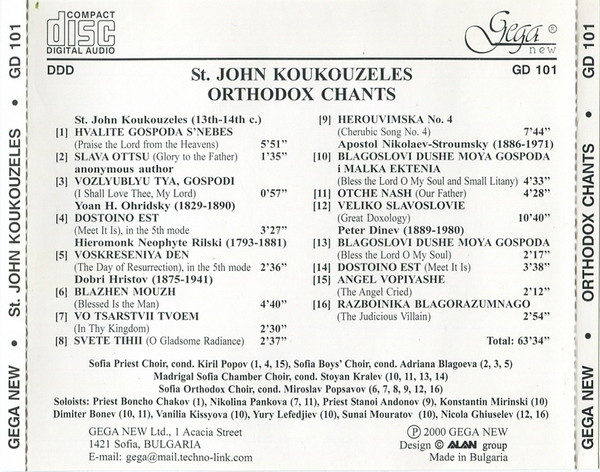 COMPACT
disc
DIGITAL AUDIO
Gega ®
new
DDD
GD 101
St. JOHN KOUKOUZELES
ORTHODOX CHANTS
St. John Koukouzeles (13th-14th c.)
[1] HVALITE GOSPODA S'NEBES
(Praise the Lord from the Heavens) 5'51"
[2] SLAVA OTTSU (Glory to the Father) 1'35"
anonymous author
[3] VOZLYUBLYU TYA, GOSPODI
(I Shall Love Thee, My Lord) 0'57"
Yoan H. Ohridsky (1829-1890)
[4] DOSTOINO EST
(Meet It Is), in the 5th mode 3'27"
Hieromonk Neophyte Rilski (1793-1881)
[5] VOSKRESENIYA DEN
(The Day of Resurrection), in the 5th mode 2'36"
Dobri Hristov (1875-1941)
[6] BLAZHEN MOUZH
(Blessed Is the Man) 4'40"
[7] VO TSARSTVII TVOEM
(In Thy Kingdom) 2'30"
[8] SVETE TIHII (O Gladsome Radiance) 2'37"
[9] HEROUVIMSKA No. 4
(Cherubic Song No. 4) 7'44"
Apostol Nikolaev-Stroumsky (1886-1971)
[10] BLAGOSLOVI DUSHE MOYA GOSPODA
i MALKA EKTENIA
(Bless the Lord O My Soul and Small Litany) 4'33"
[11] OTCHE NASH (Our Father) 4'28"
[12] VELIKO SLAVOSLOVIE
(Great Doxology) 10'40"
Peter Dinev (1889-1980)
[13] BLAGOSLOVI DUSHE MOYA GOSPODA
(Bless the Lord O My Soul) 2'17"
[14] DOSTOINO EST (Meet It Is) 3'38"
[15] ANGEL VOPIYASHE
(The Angel Cried) 2'12"
[16] RAZBOINIKA BLAGORAZUMNAGO
(The Judicious Villain) 2'54"
Total: 63'34"
Sofia Priest Choir, cond. Kiril Popov (1, 4, 15), Sofia Boys' Choir, cond. Adriana Blagoeva (2, 3, 5)
Madrigal Sofia Chamber Choir, cond. Stoyan Kralev (10, 11, 13, 14)
Sofia Orthodox Choir, cond. Miroslav Popsavov (6, 7, 8, 9, 12, 16)
Soloists: Priest Boncho Chakov (1), Nikolina Pankova (7, 11), Priest Stanoi Andonov (9), Konstantin Mirinski (10)
Dimiter Bonev (10, 11), Vanilia Kissyova (10), Yury Lefedjiev (10), Sunai Mouratov (10), Nicola Ghiuselev (12, 16)
GEGA NEW Ltd., 1 Acacia Street
1421 Sofia, BULGARIA
E-mail: gega@mail.techno-link.com
℗ © 2000 GEGA NEW
Design © ALAN group
Made in Bulgaria
GEGA NEW • St. JOHN KOUKOUZELES • GD 101
GEGA NEW • ORTHODOX CHANTS • GD 101